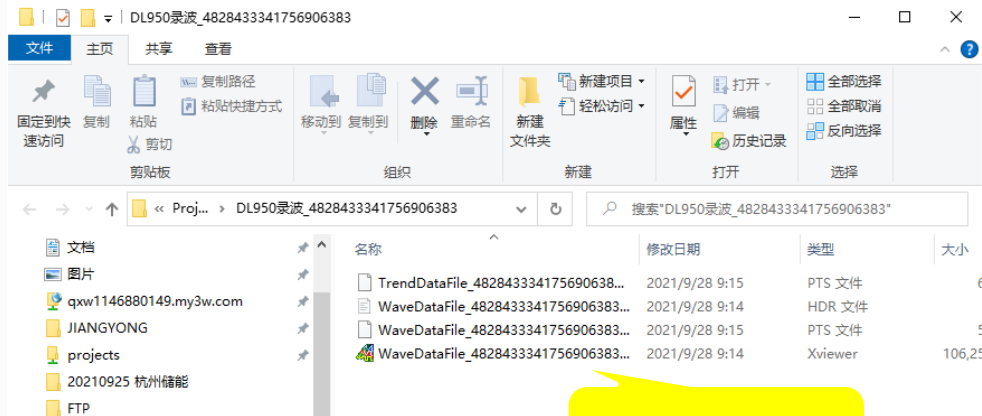 DL950录波_4828433341756906383
文件 主页 共享 查看
固定到快速访问
复制
粘贴
复制路径
粘贴快捷方式
剪切
剪贴板
移动到
复制到
删除
重命名
组织
新建文件夹
新建项目
轻松访问
新建
属性
打开
编辑
历史记录
打开
全部选择
全部取消
反向选择
选择
« Proj... › DL950录波_4828433341756906383
搜索"DL950录波_4828433341756906383"
文档
图片
qxw1146880149.my3w.com
JIANGYONG
projects
20210925 杭州储能
FTP
名称 修改日期 类型 大小
TrendDataFile_482843334175690638... 2021/9/28 9:15 PTS 文件 6
WaveDataFile_4828433341756906383... 2021/9/28 9:14 HDR 文件
WaveDataFile_4828433341756906383... 2021/9/28 9:15 PTS 文件 5
WaveDataFile_4828433341756906383... 2021/9/28 9:14 Xviewer 106,25